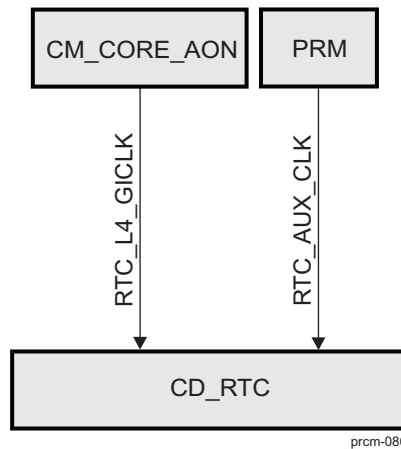 CM_CORE_AON
PRM
RTC_L4_GICLK
RTC_AUX_CLK
CD_RTC